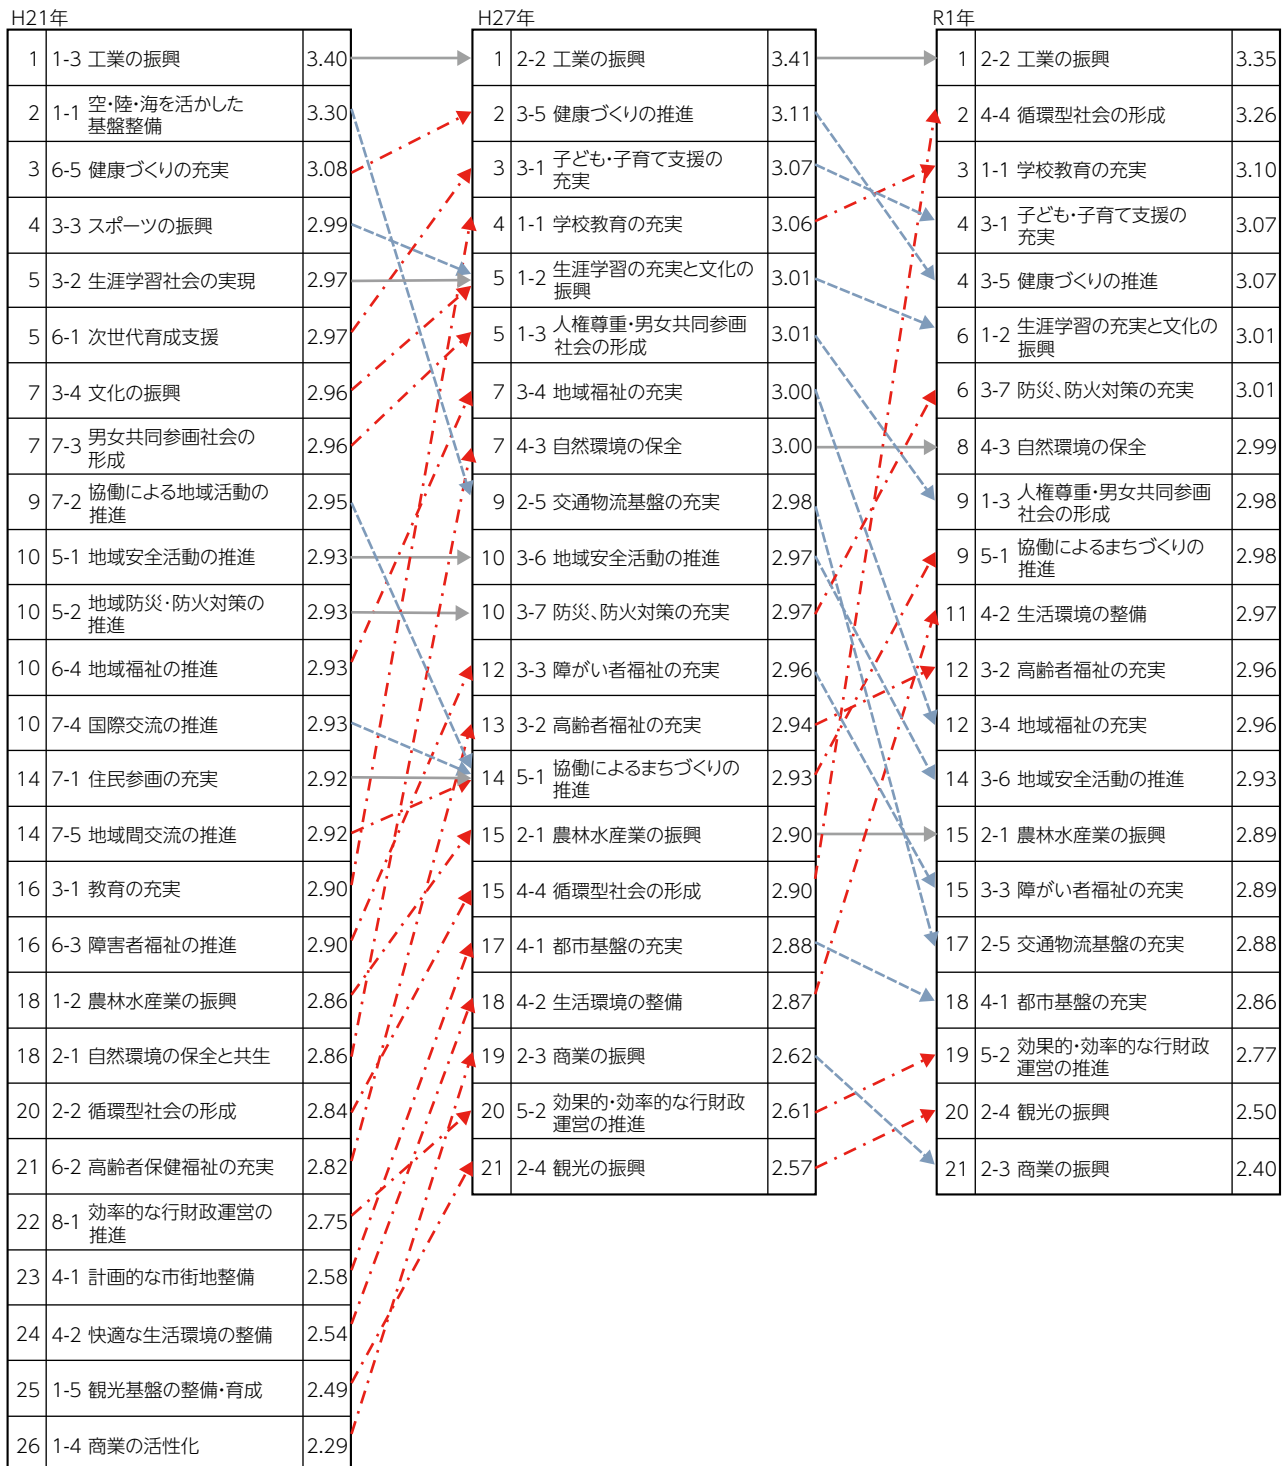 H21年
1 1-3 工業の振興 3.40
2 1-1 空・陸・海を活かした
基盤整備 3.30
3 6-5 健康づくりの充実 3.08
4 3-3 スポーツの振興 2.99
5 3-2 生涯学習社会の実現 2.97
5 6-1 次世代育成支援 2.97
7 3-4 文化の振興 2.96
7 7-3 男女共同参画社会の
形成 2.96
9 7-2 協働による地域活動の
推進 2.95
10 5-1 地域安全活動の推進 2.93
10 5-2 地域防災・防火対策の
推進 2.93
10 6-4 地域福祉の推進 2.93
10 7-4 国際交流の推進 2.93
14 7-1 住民参画の充実 2.92
14 7-5 地域間交流の推進 2.92
16 3-1 教育の充実 2.90
16 6-3 障害者福祉の推進 2.90
18 1-2 農林水産業の振興 2.86
18 2-1 自然環境の保全と共生 2.86
20 2-2 循環型社会の形成 2.84
21 6-2 高齢者保健福祉の充実 2.82
22 8-1 効率的な行財政運営の
推進 2.75
23 4-1 計画的な市街地整備 2.58
24 4-2 快適な生活環境の整備 2.54
25 1-5 観光基盤の整備・育成 2.49
26 1-4 商業の活性化 2.29
H27年
1 2-2 工業の振興 3.41
2 3-5 健康づくりの推進 3.11
3 3-1 子ども・子育て支援の
充実 3.07
4 1-1 学校教育の充実 3.06
5 1-2 生涯学習の充実と文化の
振興 3.01
5 1-3 人権尊重・男女共同参画
社会の形成 3.01
7 3-4 地域福祉の充実 3.00
7 4-3 自然環境の保全 3.00
9 2-5 交通物流基盤の充実 2.98
10 3-6 地域安全活動の推進 2.97
10 3-7 防災、防火対策の充実 2.97
12 3-3 障がい者福祉の充実 2.96
13 3-2 高齢者福祉の充実 2.94
14 5-1 協働によるまちづくりの
推進 2.93
15 2-1 農林水産業の振興 2.90
15 4-4 循環型社会の形成 2.90
17 4-1 都市基盤の充実 2.88
18 4-2 生活環境の整備 2.87
19 2-3 商業の振興 2.62
20 5-2 効果的・効率的な行財政
運営の推進 2.61
21 2-4 観光の振興 2.57
R1年
1 2-2 工業の振興 3.35
2 4-4 循環型社会の形成 3.26
3 1-1 学校教育の充実 3.10
4 3-1 子ども・子育て支援の
充実 3.07
4 3-5 健康づくりの推進 3.07
6 1-2 生涯学習の充実と文化の
振興 3.01
6 3-7 防災、防火対策の充実 3.01
8 4-3 自然環境の保全 2.99
9 1-3 人権尊重・男女共同参画
社会の形成 2.98
9 5-1 協働によるまちづくりの
推進 2.98
11 4-2 生活環境の整備 2.97
12 3-2 高齢者福祉の充実 2.96
12 3-4 地域福祉の充実 2.96
14 3-6 地域安全活動の推進 2.93
15 2-1 農林水産業の振興 2.89
15 3-3 障がい者福祉の充実 2.89
17 2-5 交通物流基盤の充実 2.88
18 4-1 都市基盤の充実 2.86
19 5-2 効果的・効率的な行財政
運営の推進 2.77
20 2-4 観光の振興 2.50
21 2-3 商業の振興 2.40